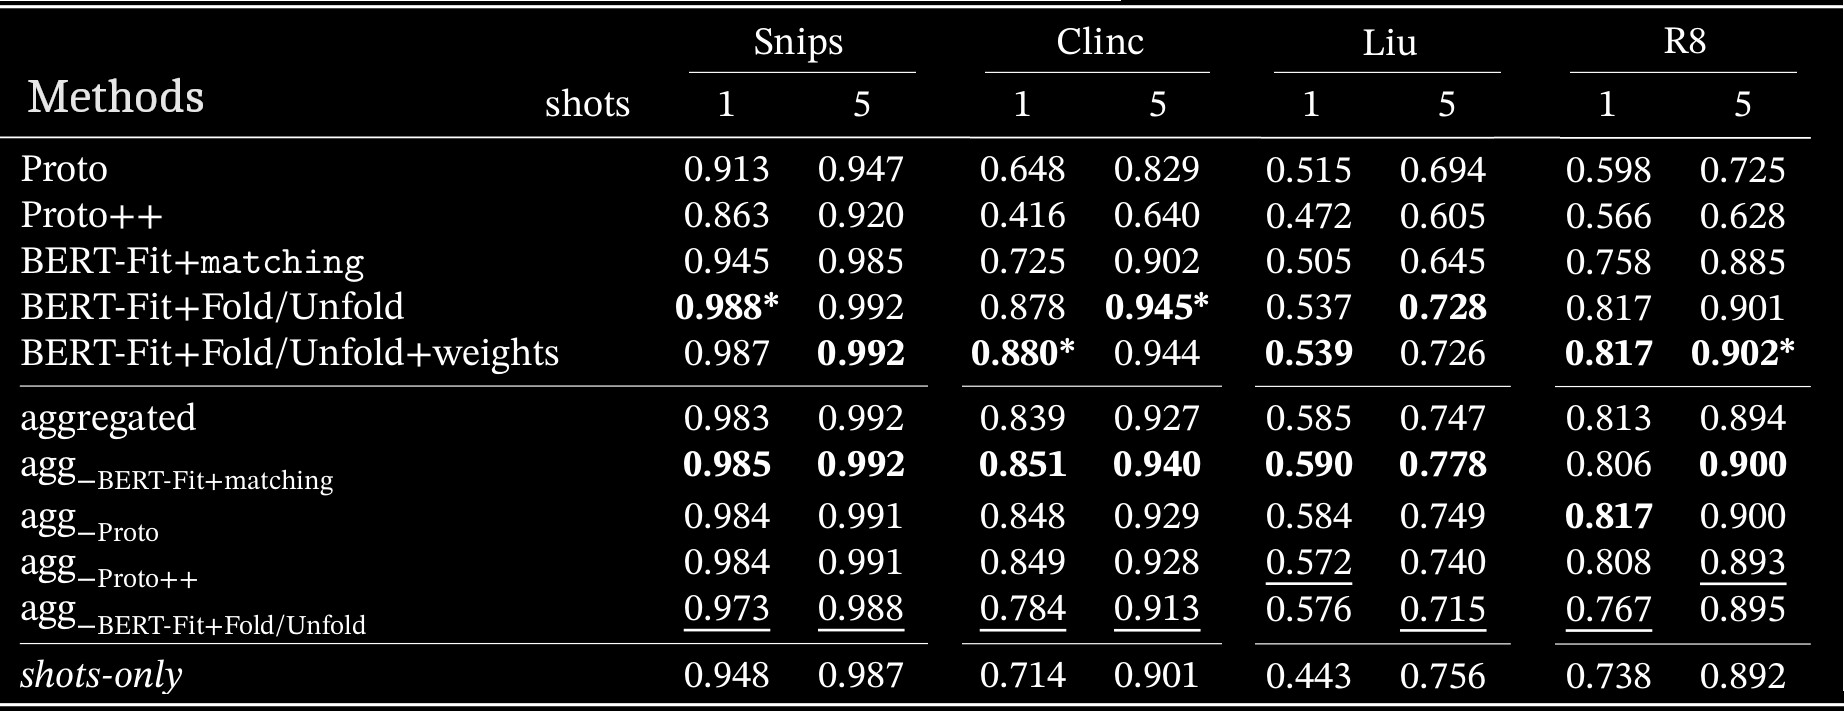 Snips Clinc Liu R8
Methods shots 1 5 1 5 1 5 1 5
Proto 0.913 0.947 0.648 0.829 0.515 0.694 0.598 0.725
Proto++ 0.863 0.920 0.416 0.640 0.472 0.605 0.566 0.628
BERT-Fit+matching 0.945 0.985 0.725 0.902 0.505 0.645 0.758 0.885
BERT-Fit+Fold/Unfold 0.988* 0.992 0.878 0.945* 0.537 0.728 0.817 0.901
BERT-Fit+Fold/Unfold+weights 0.987 0.992 0.880* 0.944 0.539 0.726 0.817 0.902*
aggregated 0.983 0.992 0.839 0.927 0.585 0.747 0.813 0.894
agg−BERT-Fit+matching 0.985 0.992 0.851 0.940 0.590 0.778 0.806 0.900
agg−Proto 0.984 0.991 0.848 0.929 0.584 0.749 0.817 0.900
agg−Proto++ 0.984 0.991 0.849 0.928 0.572 0.740 0.808 0.893
agg−BERT-Fit+Fold/Unfold 0.973 0.988 0.784 0.913 0.576 0.715 0.767 0.895
shots-only 0.948 0.987 0.714 0.901 0.443 0.756 0.738 0.892